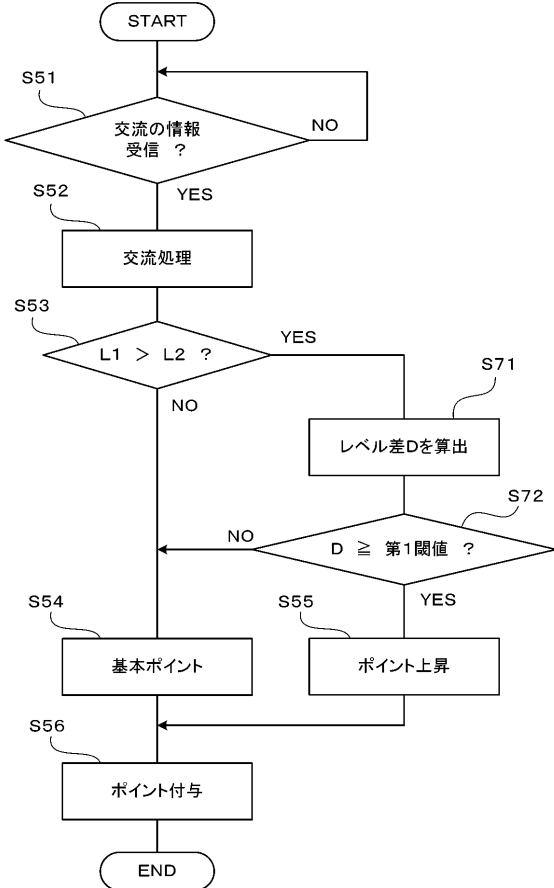 START
S51
交流の情報
受信 ?
NO
YES
S52
交流処理
S53
L1 > L2 ?
YES
NO
S71
レベル差Dを算出
S72
D ≧ 第1閾値 ?
NO
YES
S54
基本ポイント
S55
ポイント上昇
S56
ポイント付与
END